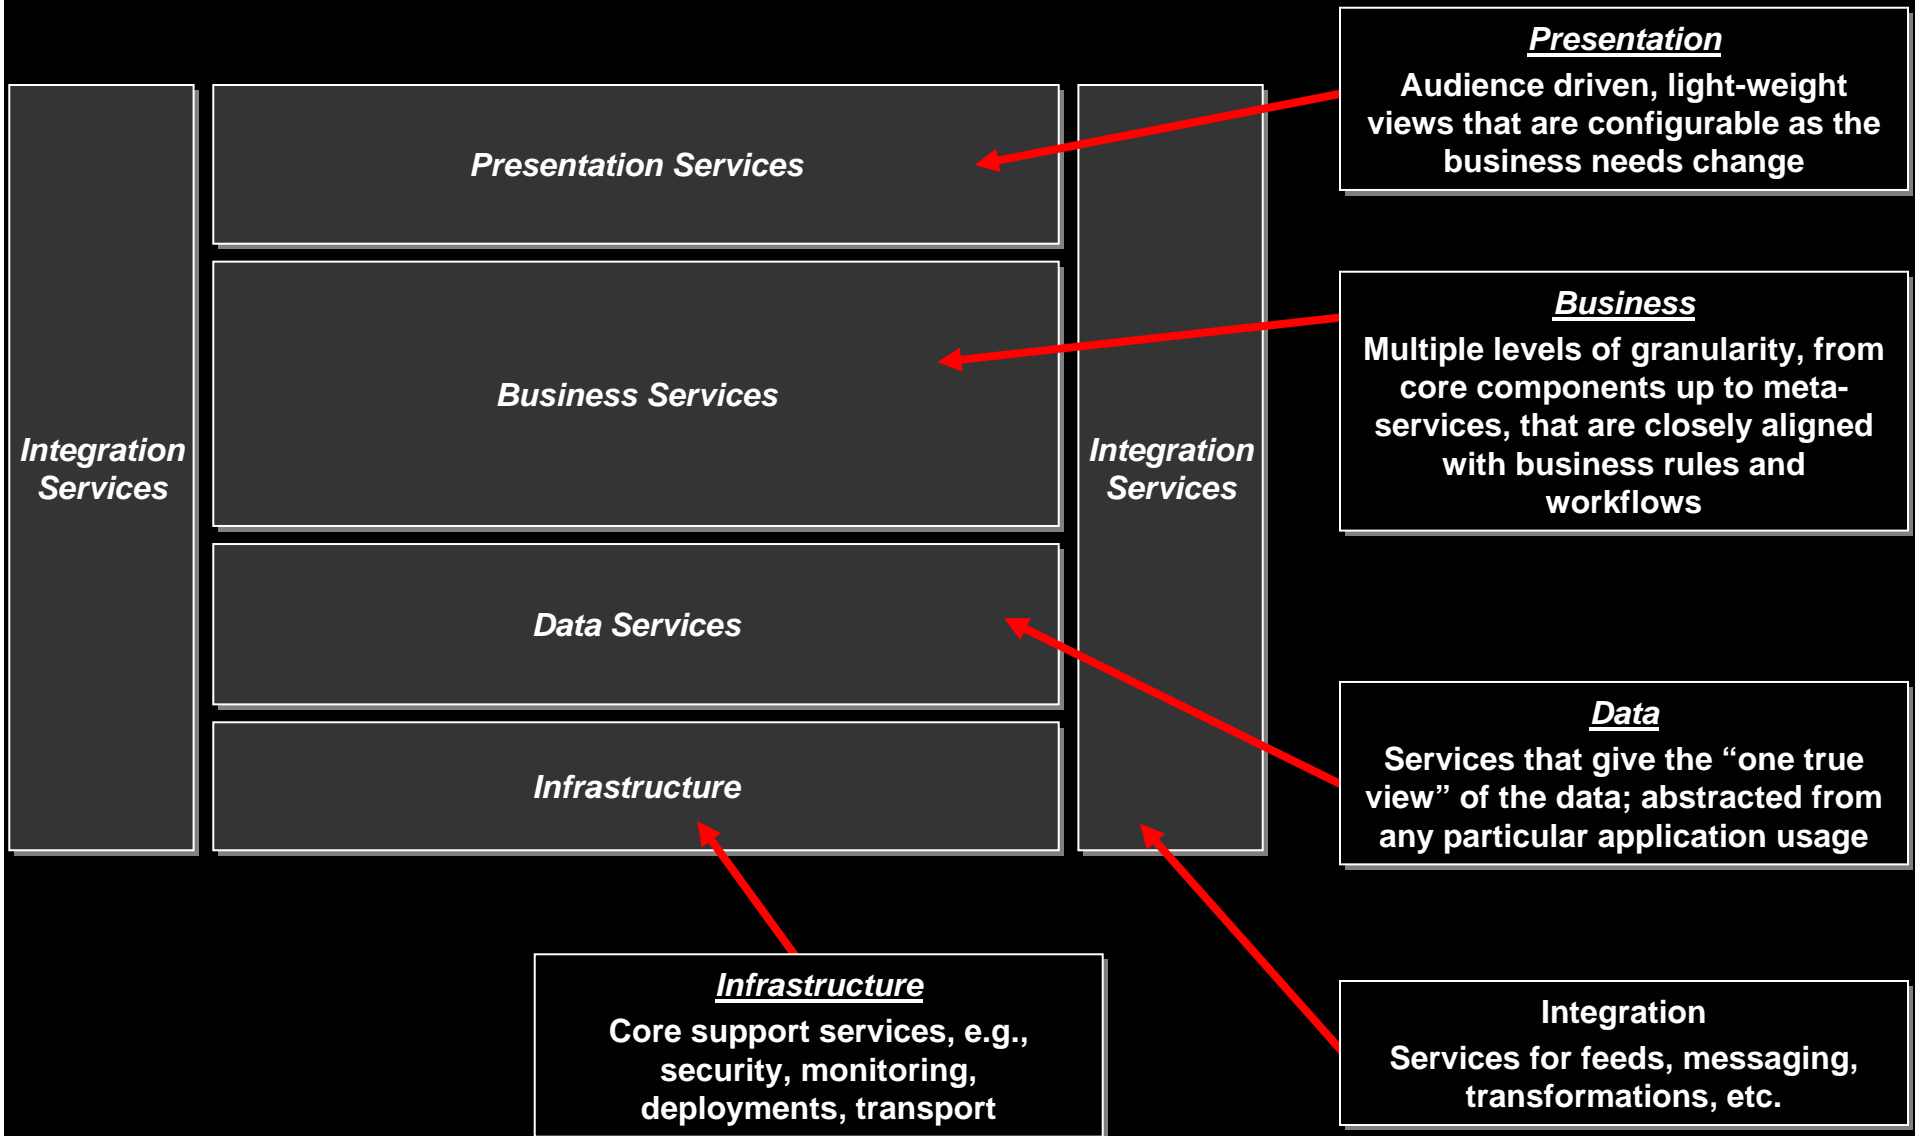 Presentation
Audience driven, light-weight
views that are configurable as the
business needs change
Presentation Services
Business
Multiple levels of granularity, from
core components up to meta-
services, that are closely aligned
with business rules and
workflows
Business Services
Integration
Services
Integration
Services
Data Services
Data
Services that give the “one true
view” of the data; abstracted from
any particular application usage
Infrastructure
Infrastructure
Core support services, e.g.,
security, monitoring,
deployments, transport
Integration
Services for feeds, messaging,
transformations, etc.